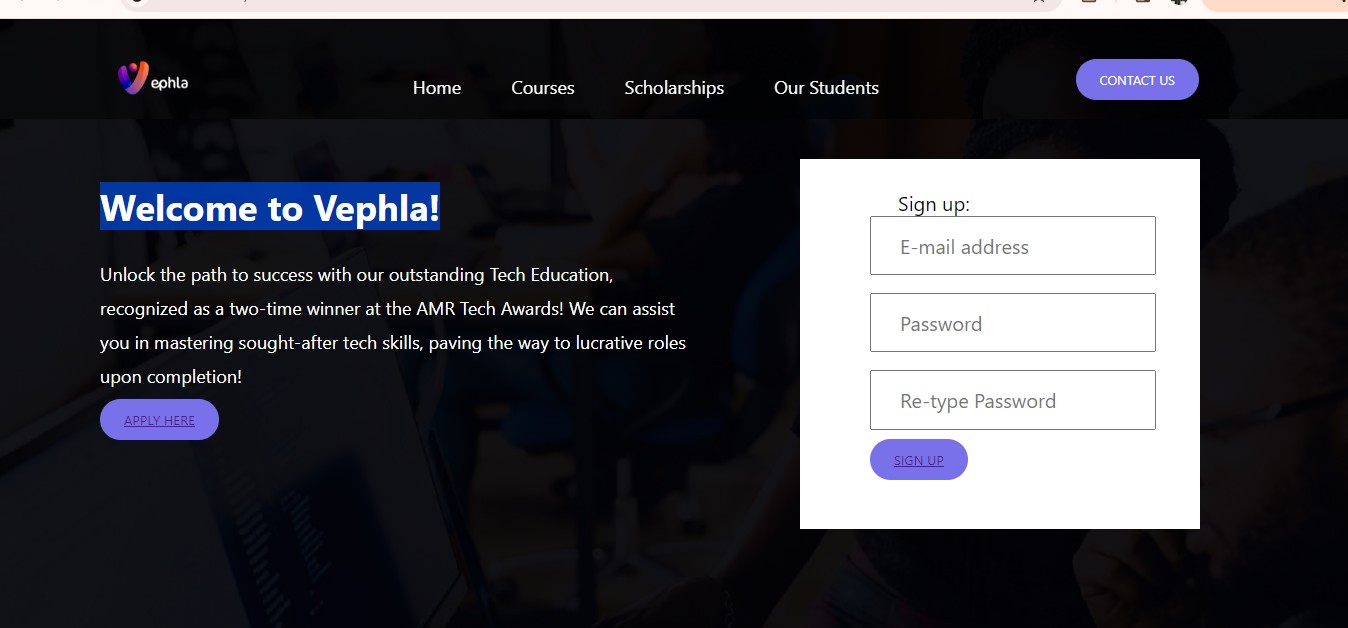 ephla
Home
Courses
Scholarships
Our Students
CONTACT US
Welcome to Vephla!
Unlock the path to success with our outstanding Tech Education,
recognized as a two-time winner at the AMR Tech Awards! We can assist
you in mastering sought-after tech skills, paving the way to lucrative roles
upon completion!
APPLY HERE
Sign up:
E-mail address
Password
Re-type Password
SIGN UP